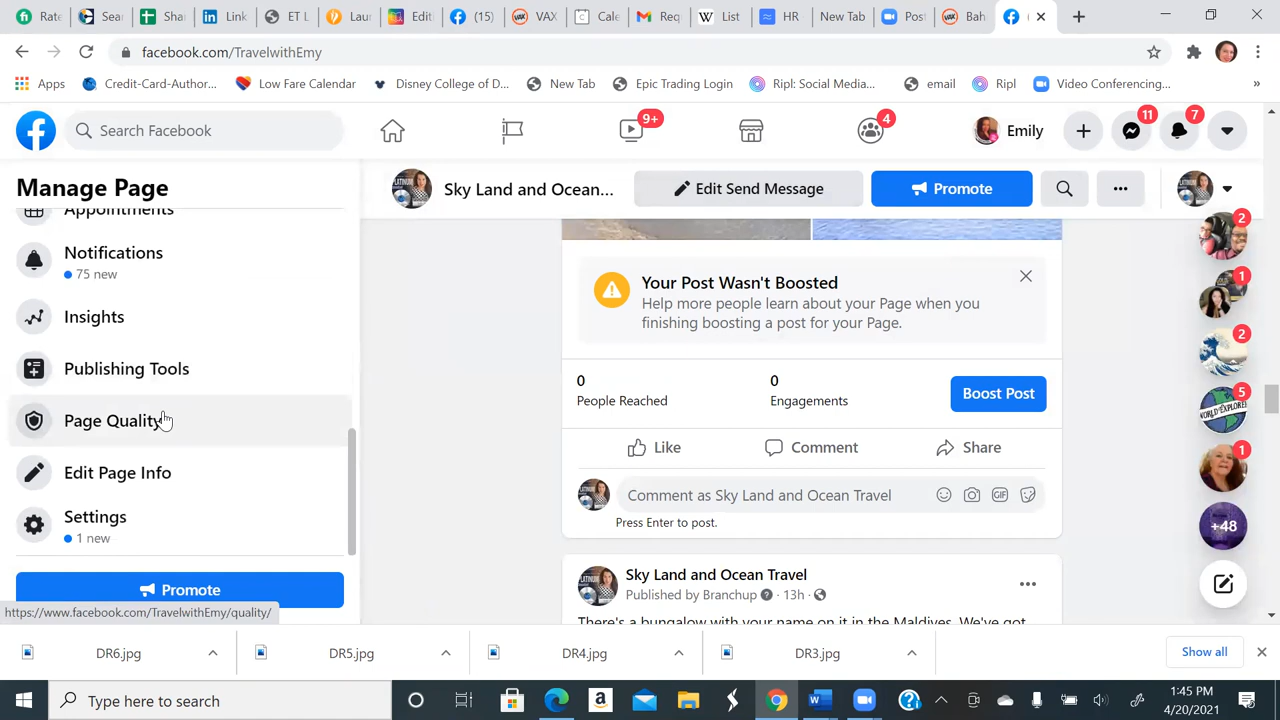 Rate
Sear
Shar
Link
ET L
Laur
Edit
(15)
VAX
Cale
Req
List
HR
New Tab
Post
Bah
facebook.com/TravelwithEmy
Apps
Credit-Card-Author...
Low Fare Calendar
Disney College of D...
New Tab
Epic Trading Login
Ripl: Social Media...
email
Ripl
Video Conferencing...
»
Search Facebook
9+
4
Emily
11
7
Manage Page
Sky Land and Ocean...
Edit Send Message
Promote
Appointments
Notifications
75 new
Insights
Publishing Tools
Page Quality
Edit Page Info
Settings
1 new
Promote
https://www.facebook.com/TravelwithEmy/quality/
Your Post Wasn't Boosted
Help more people learn about your Page when you
finishing boosting a post for your Page.
0
People Reached
0
Engagements
Boost Post
Like
Comment
Share
Comment as Sky Land and Ocean Travel
GIF
Press Enter to post.
Sky Land and Ocean Travel
Published by Branchup · 13h ·
There's a bungalow with your name on it in the Maldives. We've got
2
1
2
5
WORLD EXPLORER
1
+48
DR6.jpg
DR5.jpg
DR4.jpg
DR3.jpg
Show all
Type here to search
1:45 PM
4/20/2021